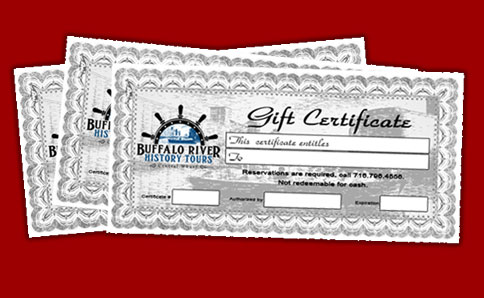 Gift Certificate
BUFFALO RIVER
HISTORY TOURS
This certificate entitles
To
Reservations are required, call 716.796.4556.
Not redeemable for cash.
Certificate #
Authorized by
Expiration